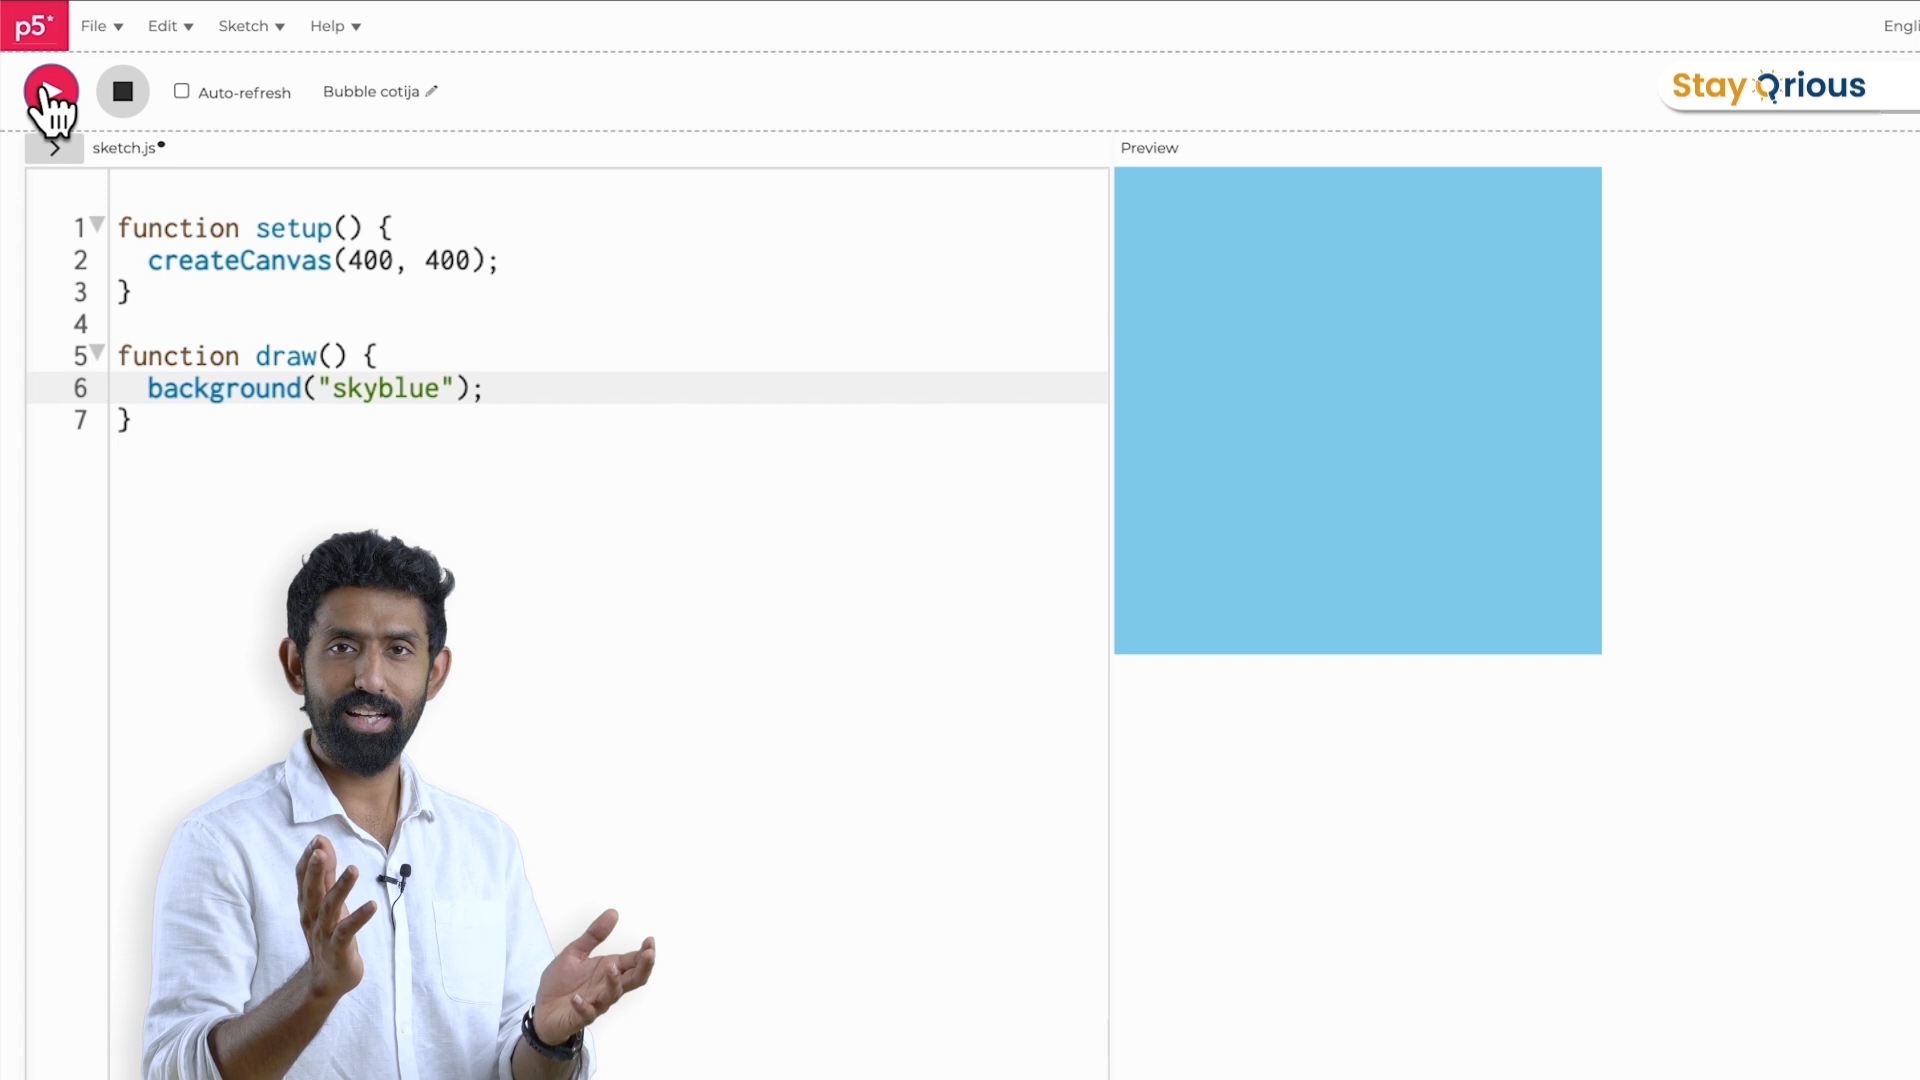 p5* File Edit Sketch Help Engli
Auto-refresh Bubble cotija
Stay Qrious
sketch.js
Preview
1 function setup() {
2 createCanvas(400, 400);
3 }
4
5 function draw() {
6 background("skyblue");
7 }